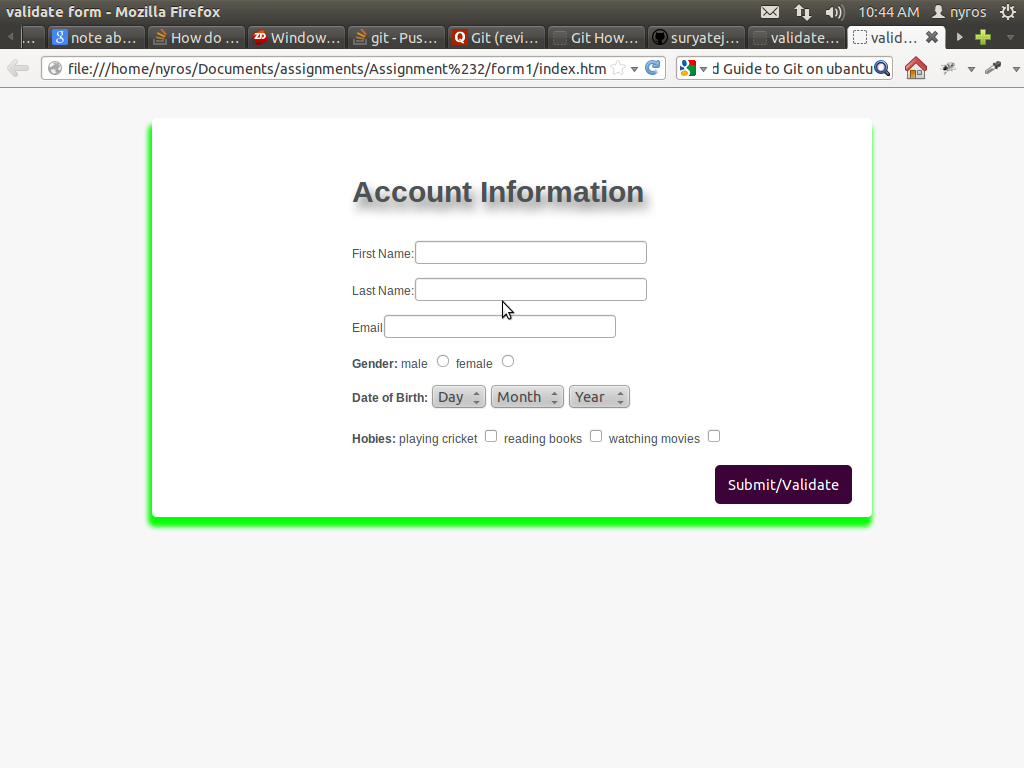 validate form - Mozilla Firefox
10:44 AM nyros
... note ab... How do ... Window... git - Pus... Git (revi... Git How... suryatej... validate... valid...
file:///home/nyros/Documents/assignments/Assignment%232/form1/index.htm d Guide to Git on ubantu
Account Information
First Name:
Last Name:
Email
Gender: male female
Date of Birth: Day Month Year
Hobies: playing cricket reading books watching movies
Submit/Validate